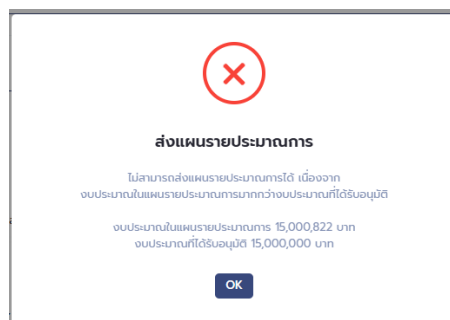 ส่งแผนรายประมาณการ
ไม่สามารถส่งแผนรายประมาณการได้ เนื่องจาก
งบประมาณในแผนรายประมาณการมากกว่างบประมาณที่ได้รับอนุมัติ
งบประมาณในแผนรายประมาณการ 15,000,822 บาท
งบประมาณที่ได้รับอนุมัติ 15,000,000 บาท
OK